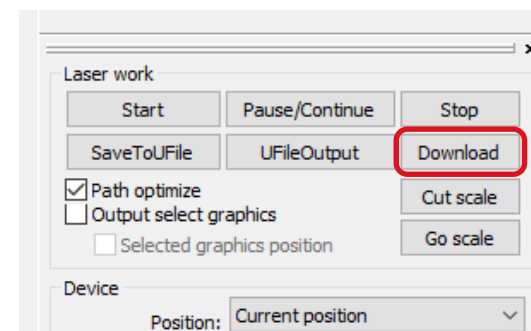 Laser work
Start Pause/Continue Stop
SaveToUFile UFileOutput Download
Path optimize Cut scale
Output select graphics
Selected graphics position Go scale
Device
Position: Current position